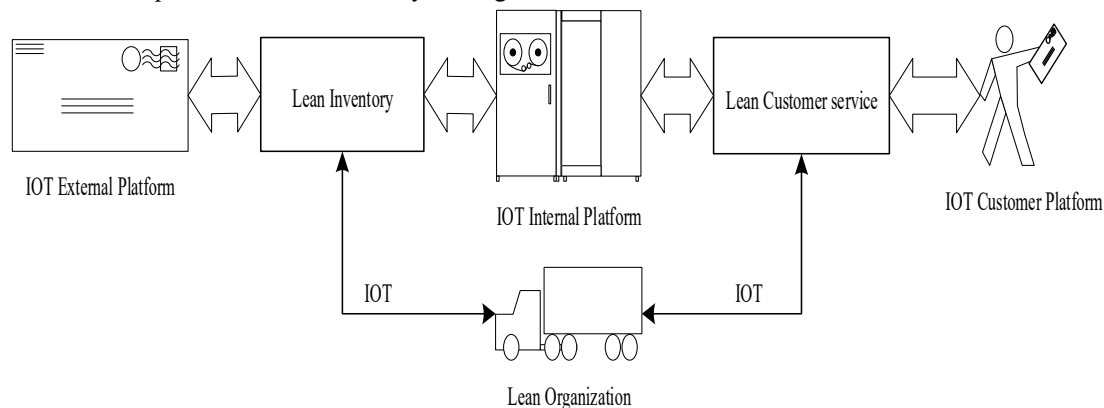 Lean Inventory
Lean Customer service
IOT External Platform
IOT Internal Platform
IOT Customer Platform
IOT
IOT
Lean Organization